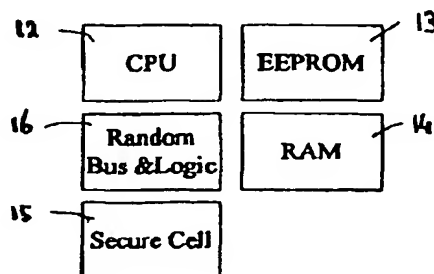 12
13
CPU
EEPROM
16
14
Random
Bus &Logic
RAM
15
Secure Cell